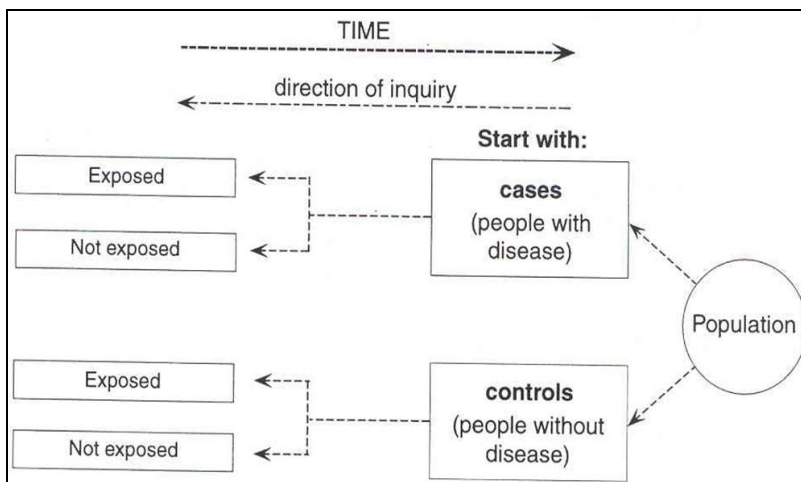 TIME
direction of inquiry
Start with:
Exposed
cases
(people with
disease)
Not exposed
Population
Exposed
controls
(people without
disease)
Not exposed